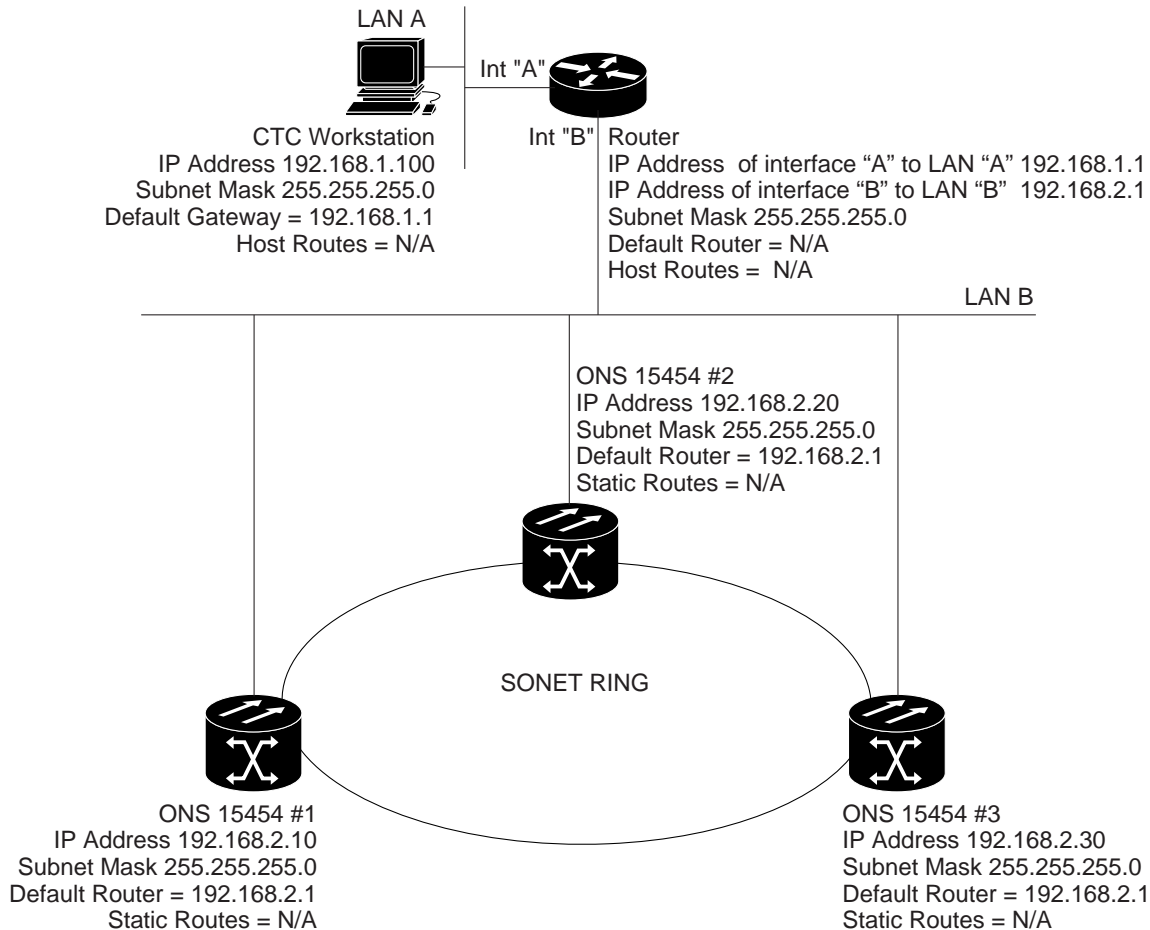 LAN A
Int "A"
CTC Workstation
IP Address 192.168.1.100
Subnet Mask 255.255.255.0
Default Gateway = 192.168.1.1
Host Routes = N/A
Int "B"
Router
IP Address of interface “A” to LAN “A” 192.168.1.1
IP Address of interface “B” to LAN “B” 192.168.2.1
Subnet Mask 255.255.255.0
Default Router = N/A
Host Routes = N/A
LAN B
ONS 15454 #2
IP Address 192.168.2.20
Subnet Mask 255.255.255.0
Default Router = 192.168.2.1
Static Routes = N/A
SONET RING
ONS 15454 #1
IP Address 192.168.2.10
Subnet Mask 255.255.255.0
Default Router = 192.168.2.1
Static Routes = N/A
ONS 15454 #3
IP Address 192.168.2.30
Subnet Mask 255.255.255.0
Default Router = 192.168.2.1
Static Routes = N/A